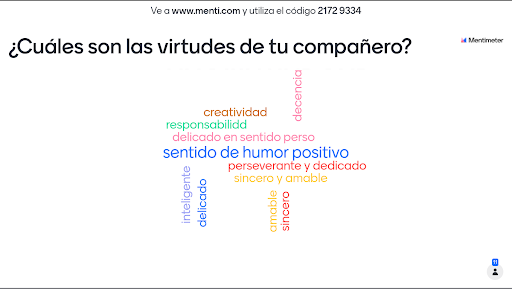 Ve a www.menti.com y utiliza el código 2172 9334
¿Cuáles son las virtudes de tu compañero?
Mentimeter
decencia
creatividad
responsabilidd
delicado en sentido perso
sentido de humor positivo
perseverante y dedicado
sincero y amable
inteligente
delicado
amable
sincero
11